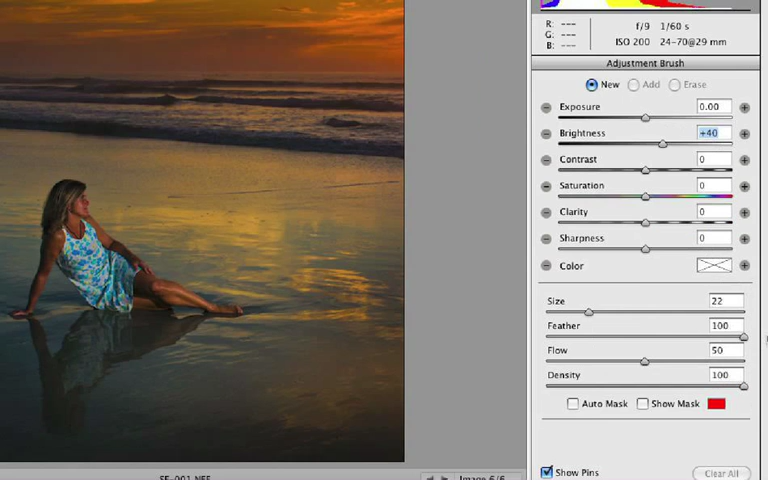 R: ---
G: ---
B: ---
f/9 1/60 s
ISO 200 24-70@29 mm
Adjustment Brush
New Add Erase
Exposure 0.00
Brightness +40
Contrast 0
Saturation 0
Clarity 0
Sharpness 0
Color
Size 22
Feather 100
Flow 50
Density 100
Auto Mask Show Mask
Show Pins Clear All
Image 6/6